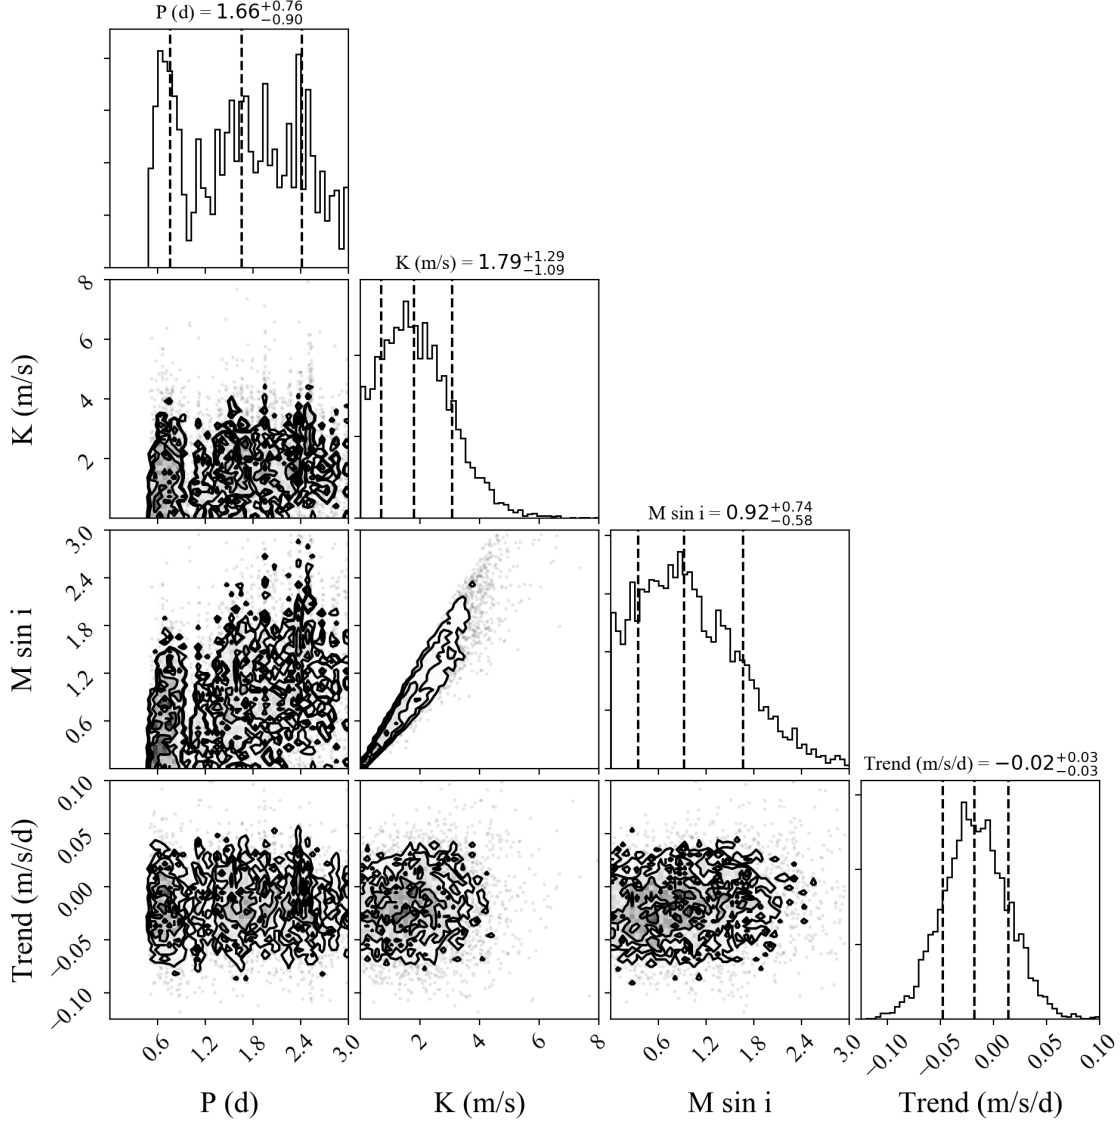 P (d) = 1.66+0.76−0.90
K (m/s) = 1.79+1.29−1.09
M sin i = 0.92+0.74−0.58
Trend (m/s/d) = −0.02+0.03−0.03
K (m/s)
8
6
4
2
M sin i
3.0
2.4
1.8
1.2
0.6
Trend (m/s/d)
0.10
0.05
0.00
−0.05
−0.10
0.6 1.2 1.8 2.4 3.0
2 4 6 8
0.6 1.2 1.8 2.4 3.0
−0.10 −0.05 0.00 0.05 0.10
P (d)
K (m/s)
M sin i
Trend (m/s/d)